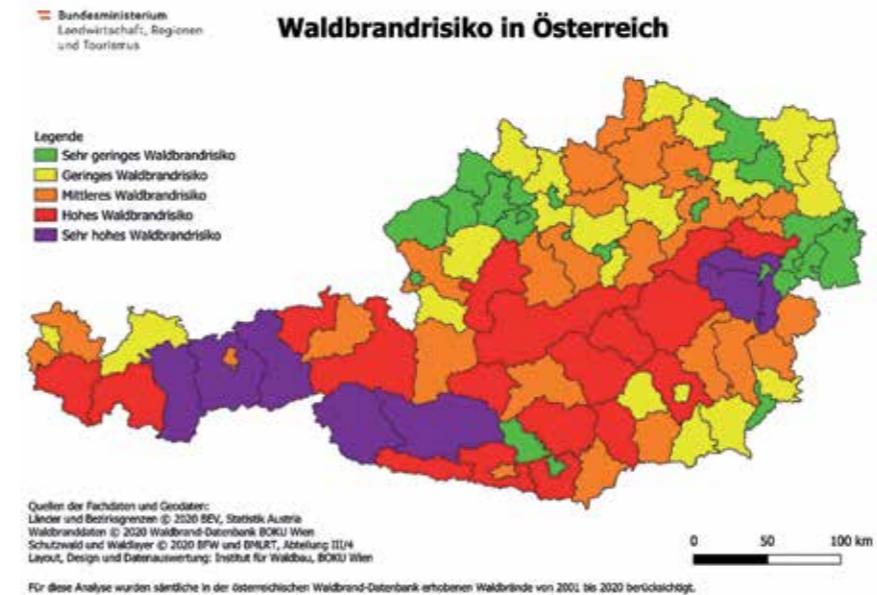 Bundesministerium
Landwirtschaft, Regionen
und Tourismus
Waldbrandrisiko in Österreich
Legende
Sehr geringes Waldbrandrisiko
Geringes Waldbrandrisiko
Mittleres Waldbrandrisiko
Hohes Waldbrandrisiko
Sehr hohes Waldbrandrisiko
Quellen der Fachdaten und Geodaten:
Länder und Bezirksgrenzen © 2020 BEV, Statistik Austria
Waldbranddaten © 2020 Waldbrand-Datenbank BOKU Wien
Schutzwald und Waldlayer © 2020 BFW und BMLRT, Abteilung III/4
Layout, Design und Datenauswertung: Institut für Waldbau, BOKU Wien
0 50 100 km
Für diese Analyse wurden sämtliche in der österreichischen Waldbrand-Datenbank erhobenen Waldbrände von 2001 bis 2020 berücksichtigt.